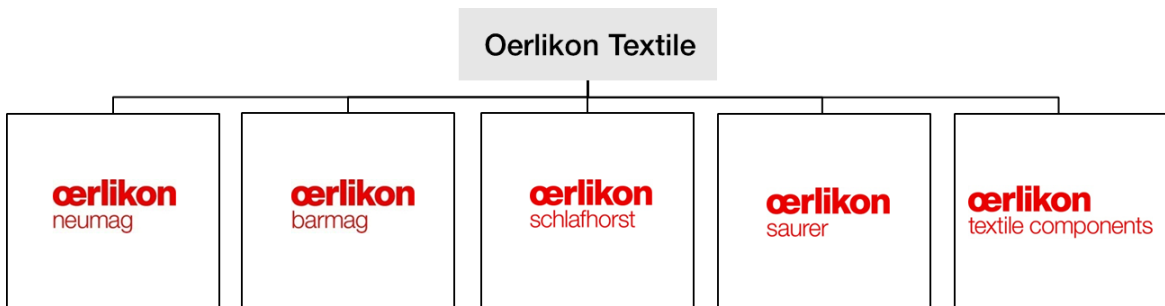 Oerlikon Textile
œrlikon
neumag
œrlikon
barmag
œrlikon
schlafhorst
œrlikon
saurer
œrlikon
textile components